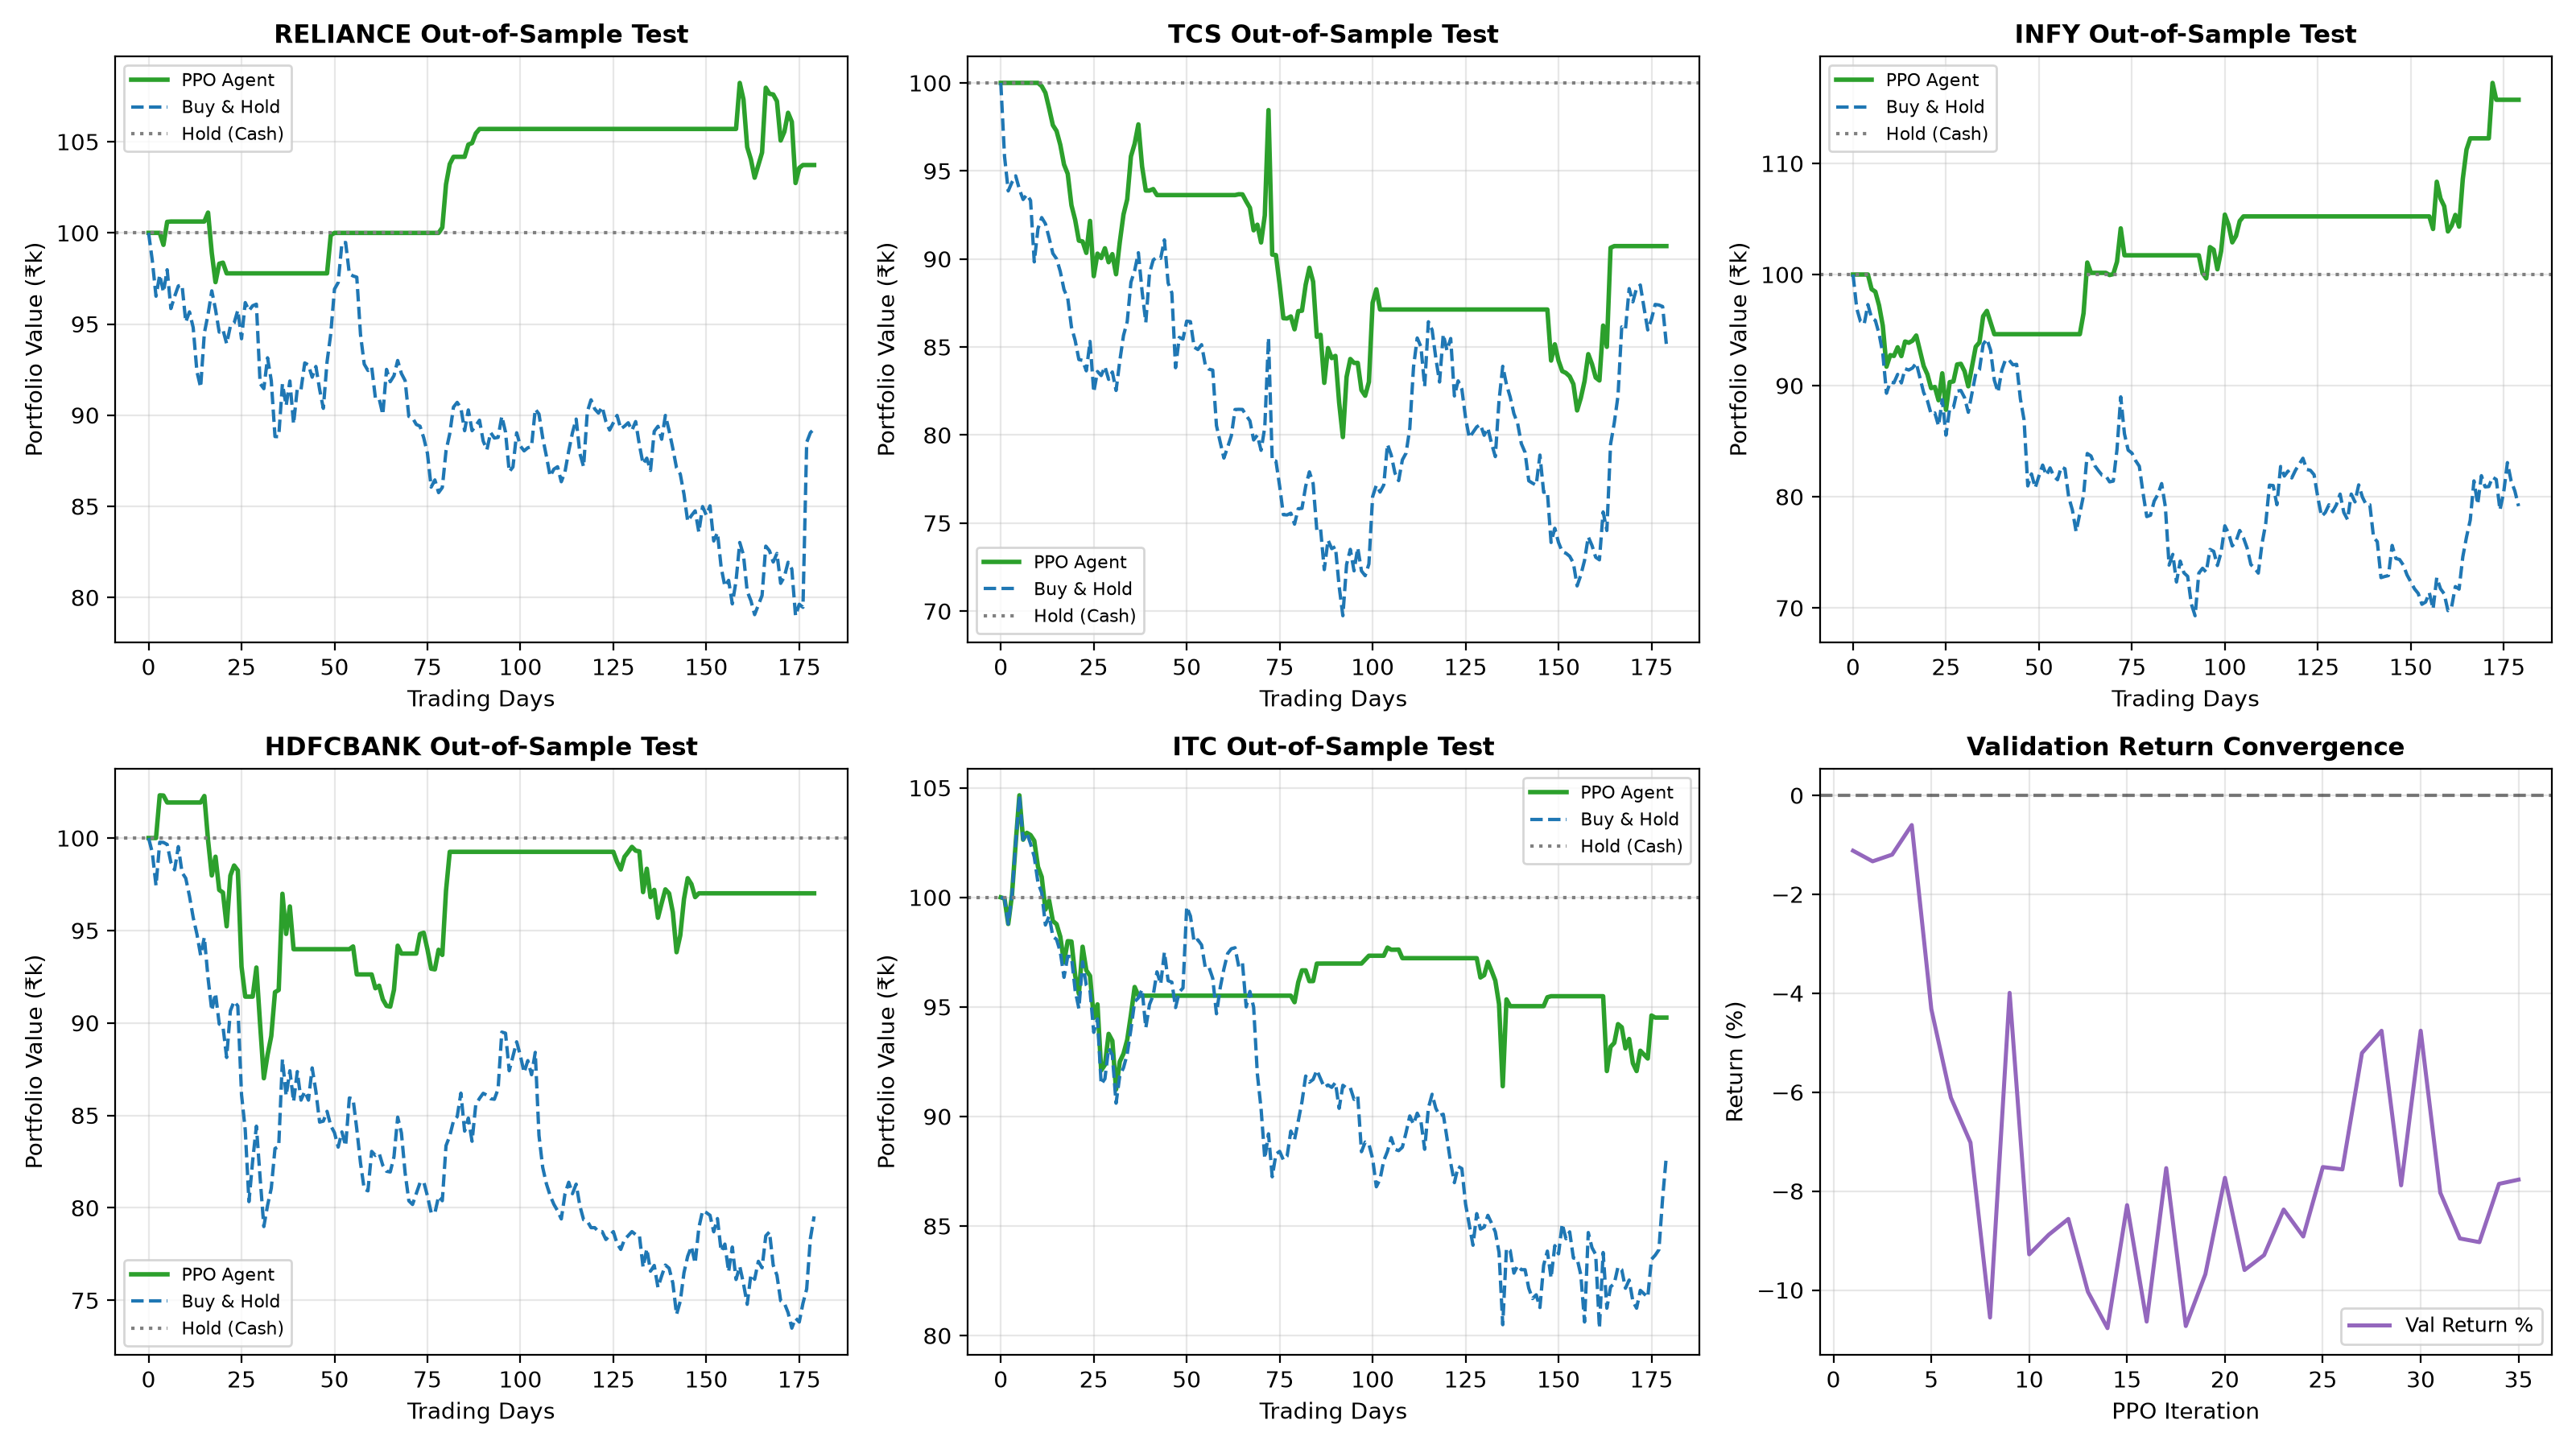 RELIANCE Out-of-Sample Test
PPO Agent
Buy & Hold
Hold (Cash)
Portfolio Value (₹k)
105
100
95
90
85
80
0 25 50 75 100 125 150 175
Trading Days
TCS Out-of-Sample Test
PPO Agent
Buy & Hold
Hold (Cash)
Portfolio Value (₹k)
100
95
90
85
80
75
70
0 25 50 75 100 125 150 175
Trading Days
INFY Out-of-Sample Test
PPO Agent
Buy & Hold
Hold (Cash)
Portfolio Value (₹k)
110
100
90
80
70
0 25 50 75 100 125 150 175
Trading Days
HDFCBANK Out-of-Sample Test
PPO Agent
Buy & Hold
Hold (Cash)
Portfolio Value (₹k)
100
95
90
85
80
75
0 25 50 75 100 125 150 175
Trading Days
ITC Out-of-Sample Test
PPO Agent
Buy & Hold
Hold (Cash)
Portfolio Value (₹k)
105
100
95
90
85
80
0 25 50 75 100 125 150 175
Trading Days
Validation Return Convergence
Val Return %
Return (%)
0
−2
−4
−6
−8
−10
0 5 10 15 20 25 30 35
PPO Iteration